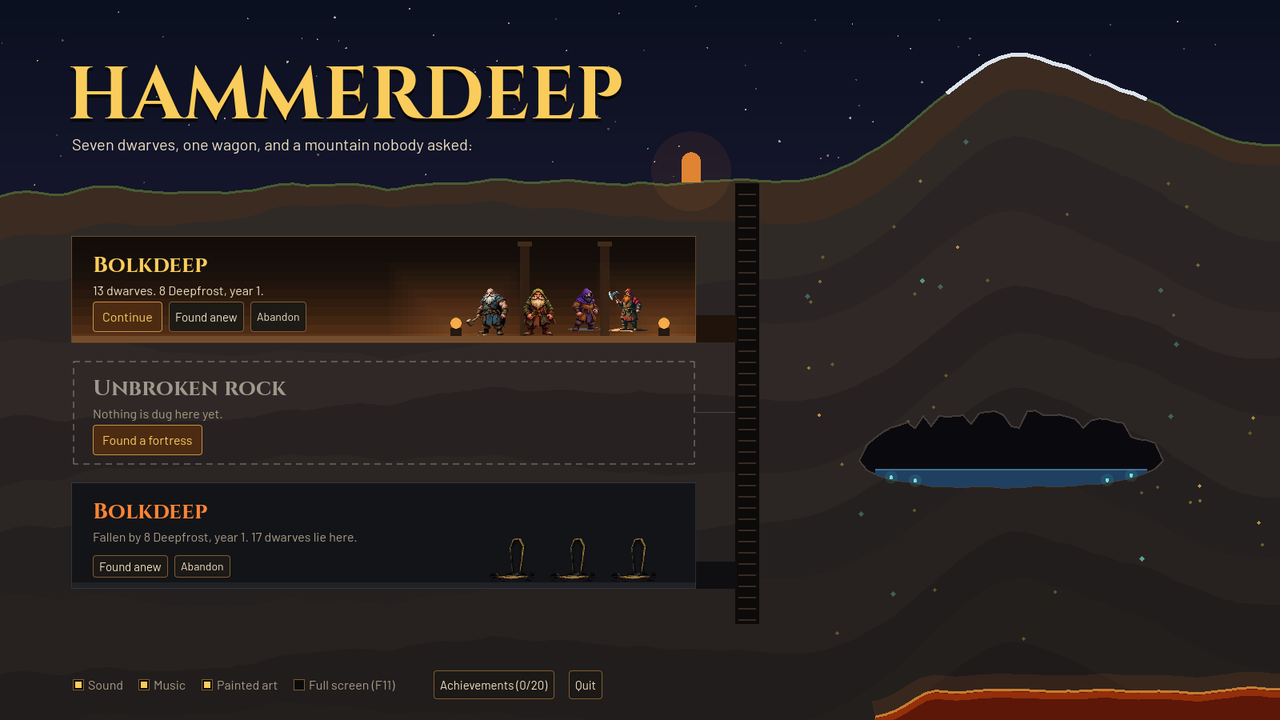 HAMMERDEEP
Seven dwarves, one wagon, and a mountain nobody asked:
Bolkdeep
13 dwarves. 8 Deepfrost, year 1.
Continue Found anew Abandon
Unbroken rock
Nothing is dug here yet.
Found a fortress
Bolkdeep
Fallen by 8 Deepfrost, year 1. 17 dwarves lie here.
Found anew Abandon
Sound Music Painted art Full screen (F11) Achievements (0/20) Quit